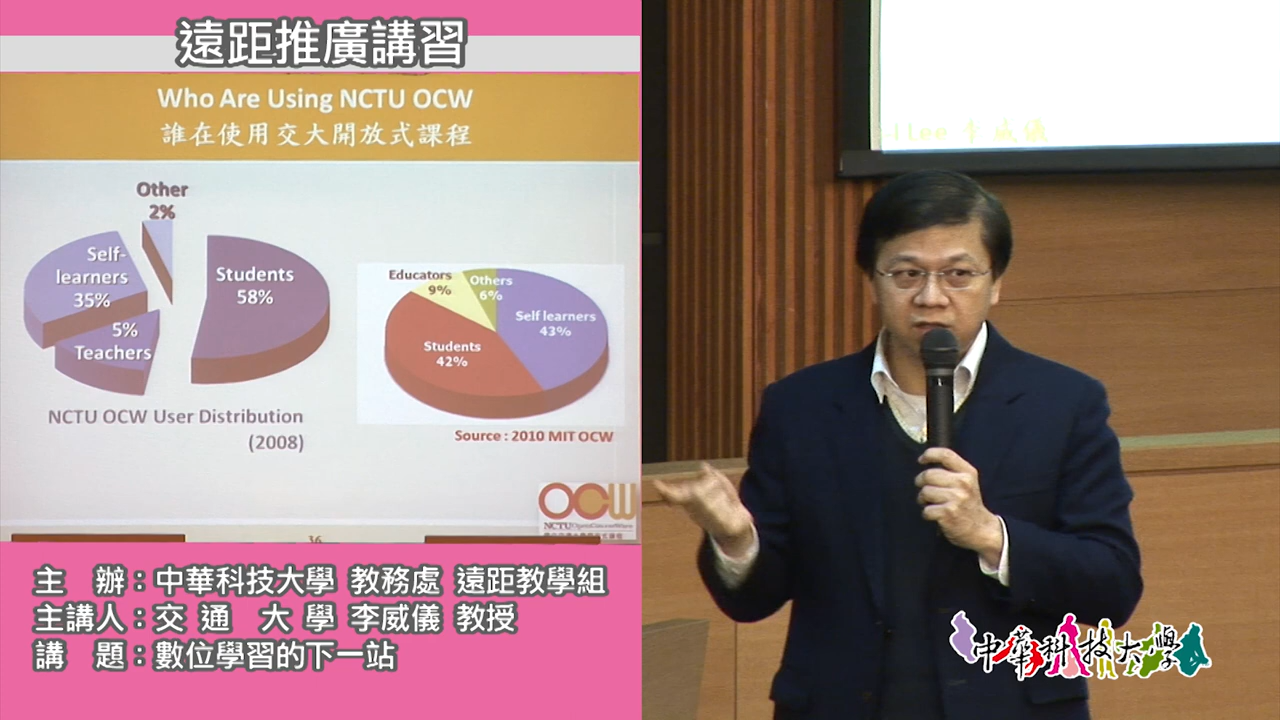 遠距推廣講習
Who Are Using NCTU OCW
誰在使用交大開放式課程
Other
2%
Self-
learners
35%
Students
58%
5%
Teachers
NCTU OCW User Distribution
(2008)
Educators
9%
Others
6%
Self learners
43%
Students
42%
Source : 2010 MIT OCW
OCW
NCTU OpenCourseWare
36
主 辦：中華科技大學 教務處 遠距教學組
主講人：交 通 大 學 李威儀 教授
講 題：數位學習的下一站
李威儀
中華科技大學